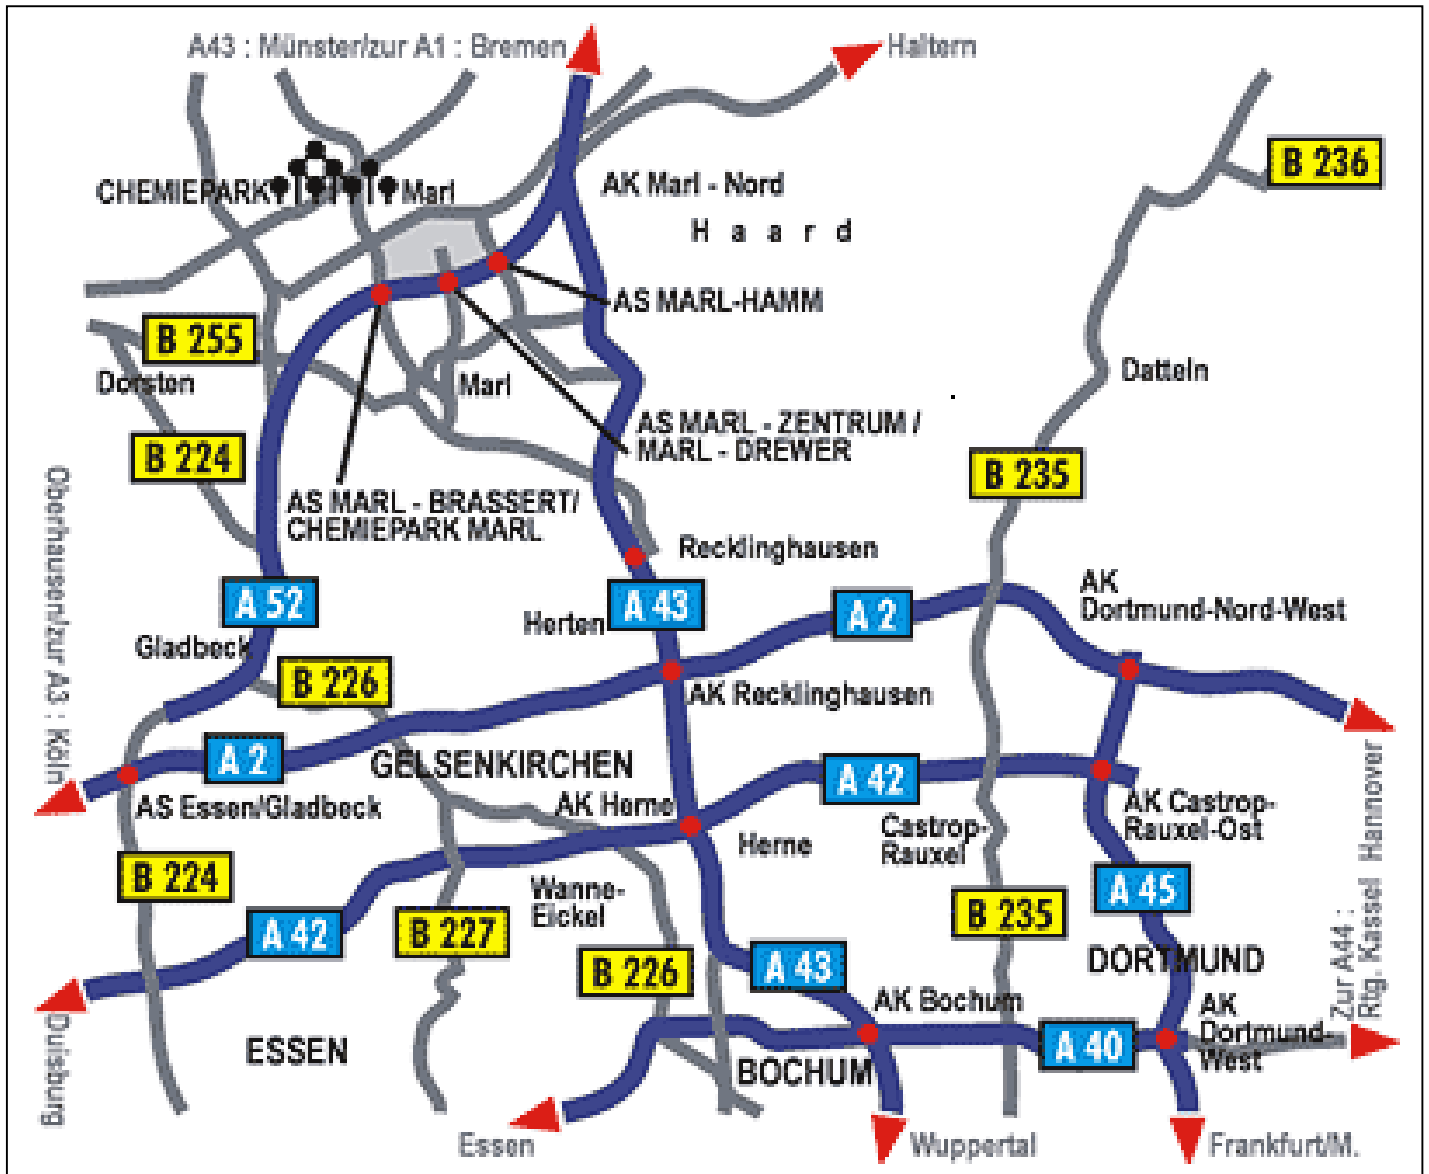 A43 : Münster/zur A1 : Bremen
Haltern
B 236
CHEMIEPARK Marl
AK Marl - Nord
H a a r d
AS MARL-HAMM
B 255
Dorsten
Marl
Datteln
AS MARL - ZENTRUM /
MARL - DREWER
B 224
B 235
AS MARL - BRASSERT/
CHEMIEPARK MARL
Oberhausen/zur A3 : Köln
Recklinghausen
A 52
A 43
A 2
AK
Dortmund-Nord-West
Herten
Gladbeck
B 226
AK Recklinghausen
A 2
GELSENKIRCHEN
A 42
AS Essen/Gladbeck
AK Herne
Herne
Castrop-
Rauxel
AK Castrop-
Rauxel-Ost
B 224
Wanne-
Eickel
A 45
A 42
B 227
B 235
B 226
A 43
DORTMUND
Zur A44 :
Rtg. Kassel Hannover
AK Bochum
AK
Dortmund-
West
Duisburg
ESSEN
BOCHUM
A 40
Essen
Wuppertal
Frankfurt/M.